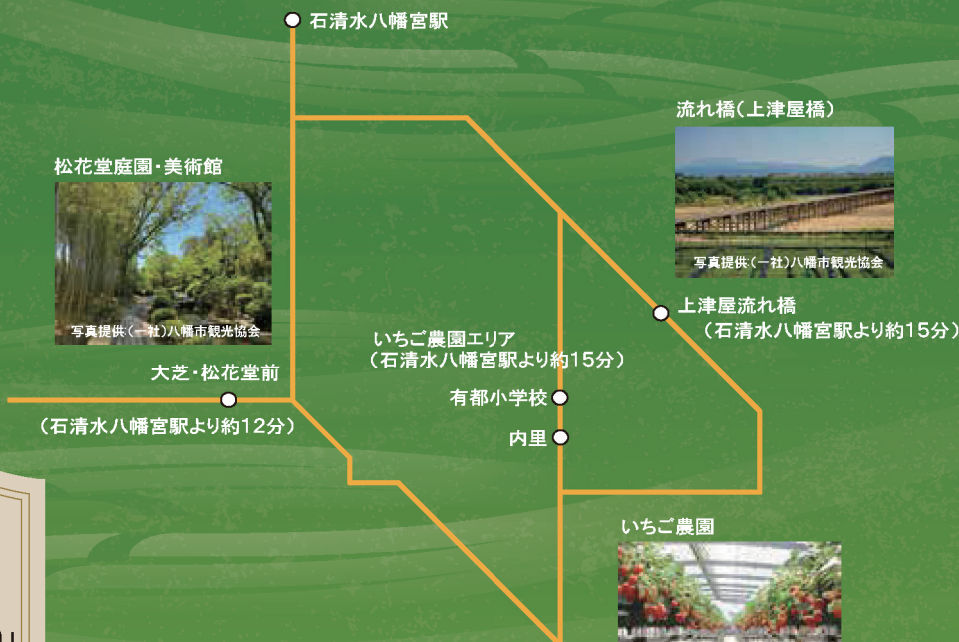 石清水八幡宮駅
流れ橋(上津屋橋)
写真提供:(一社)八幡市観光協会
松花堂庭園・美術館
写真提供:(一社)八幡市観光協会
上津屋流れ橋
(石清水八幡宮駅より約15分)
いちご農園エリア
(石清水八幡宮駅より約15分)
大芝・松花堂前
(石清水八幡宮駅より約12分)
有都小学校
内里
いちご農園